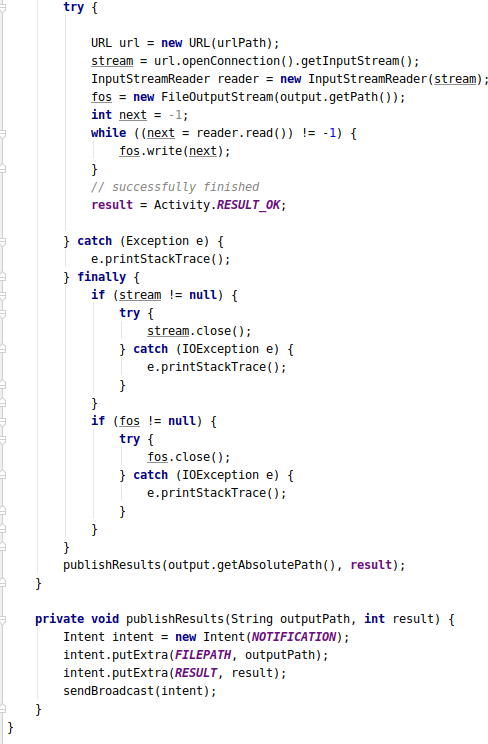 try {

            URL url = new URL(urlPath);
            stream = url.openConnection().getInputStream();
            InputStreamReader reader = new InputStreamReader(stream);
            fos = new FileOutputStream(output.getPath());
            int next = -1;
            while ((next = reader.read()) != -1) {
                fos.write(next);
            }
            // successfully finished
            result = Activity.RESULT_OK;

        } catch (Exception e) {
            e.printStackTrace();
        } finally {
            if (stream != null) {
                try {
                    stream.close();
                } catch (IOException e) {
                    e.printStackTrace();
                }
            }
            if (fos != null) {
                try {
                    fos.close();
                } catch (IOException e) {
                    e.printStackTrace();
                }
            }
        }
        publishResults(output.getAbsolutePath(), result);
    }

    private void publishResults(String outputPath, int result) {
        Intent intent = new Intent(NOTIFICATION);
        intent.putExtra(FILEPATH, outputPath);
        intent.putExtra(RESULT, result);
        sendBroadcast(intent);
    }
}